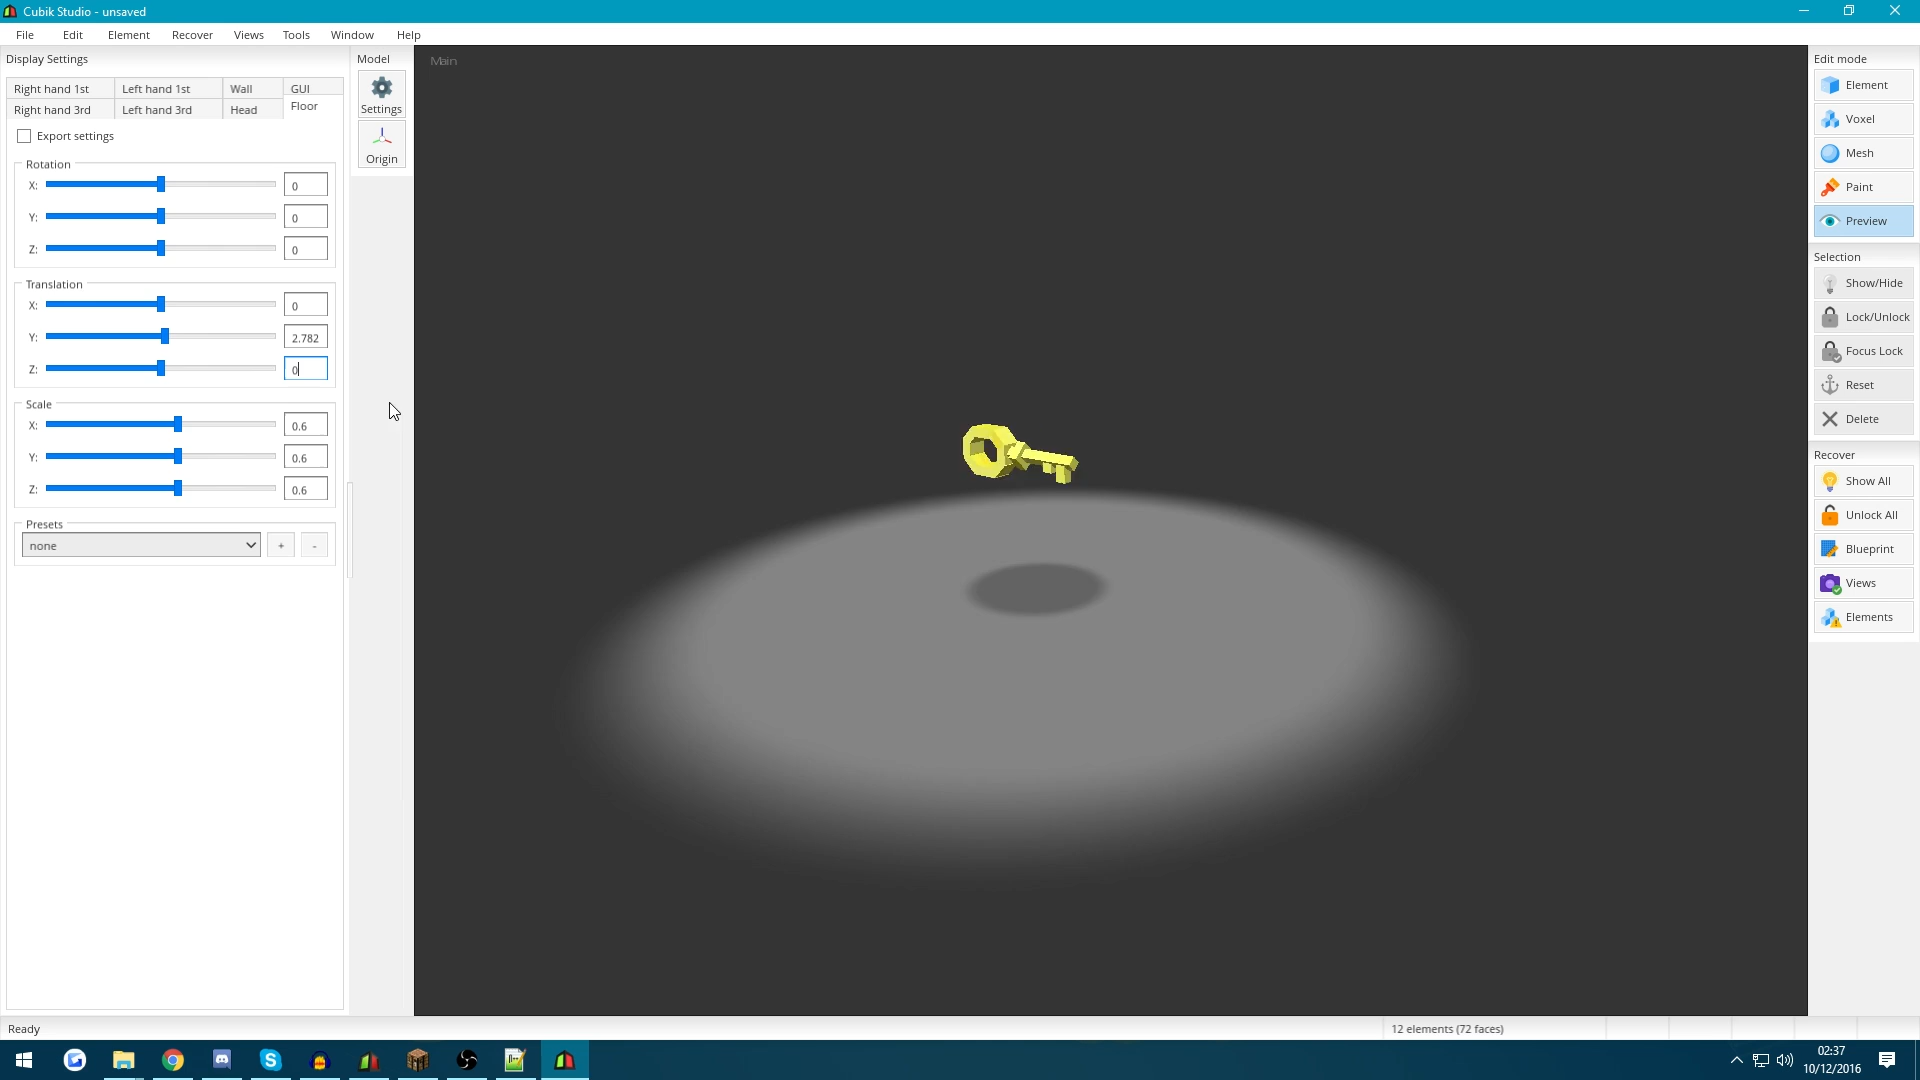 Cubik Studio - unsaved
File Edit Element Recover Views Tools Window Help
Display Settings
Right hand 1st Left hand 1st Wall GUI
Right hand 3rd Left hand 3rd Head Floor
Export settings
Rotation
X: 0
Y: 0
Z: 0
Translation
X: 0
Y: 2.782
Z: 0
Scale
X: 0.6
Y: 0.6
Z: 0.6
Presets
none + -
Model
Settings
Origin
Main
Edit mode
Element
Voxel
Mesh
Paint
Preview
Selection
Show/Hide
Lock/Unlock
Focus Lock
Reset
Delete
Recover
Show All
Unlock All
Blueprint
Views
Elements
Ready
12 elements (72 faces)
02:37
10/12/2016